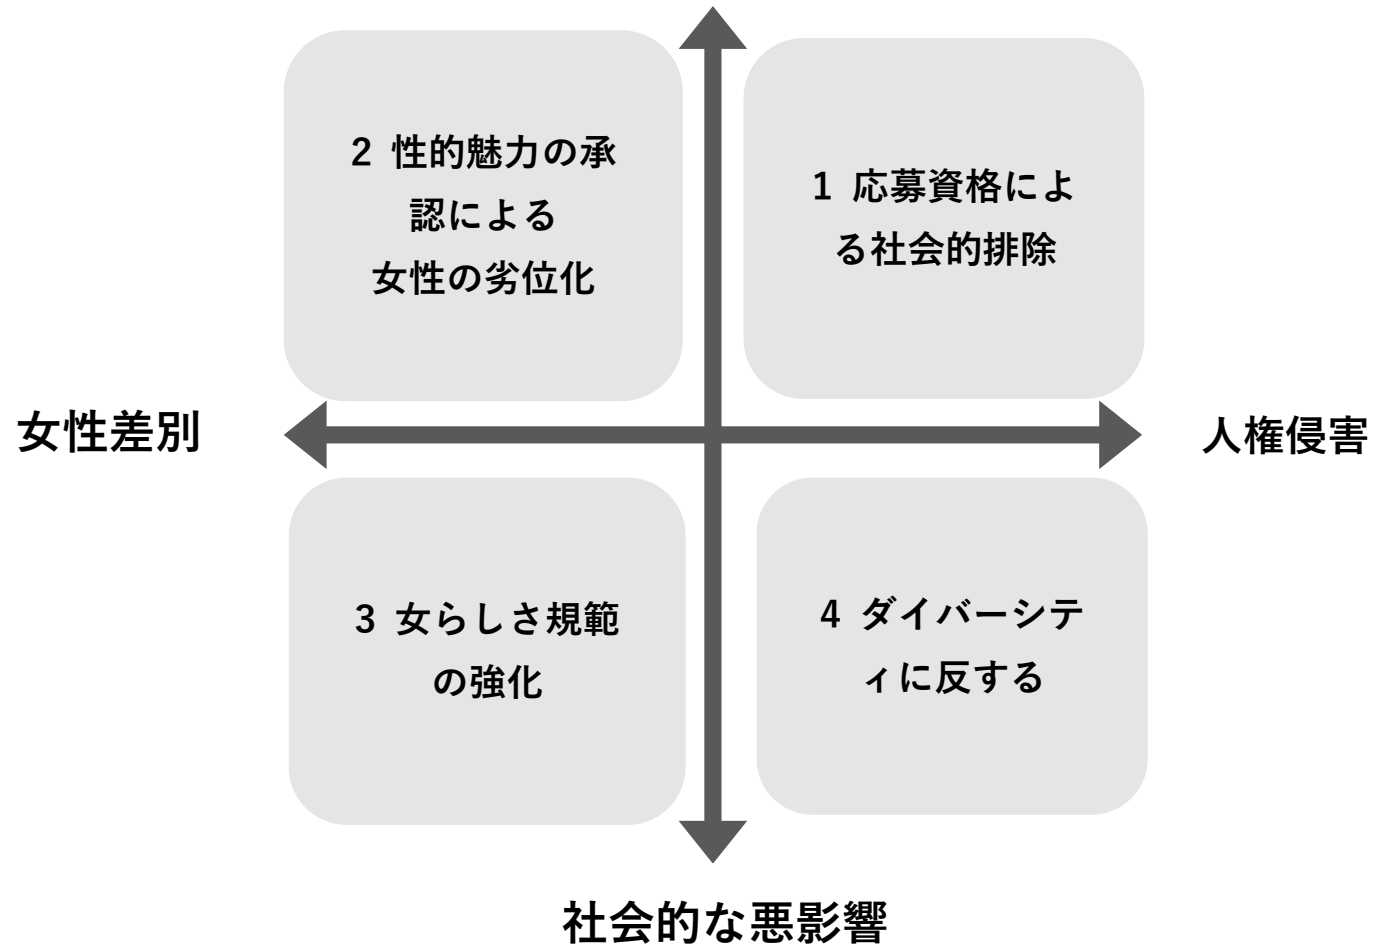 2 性的魅力の承
認による
女性の劣位化
1 応募資格によ
る社会的排除
女性差別
人権侵害
3 女らしさ規範
の強化
4 ダイバーシテ
ィに反する
社会的な悪影響